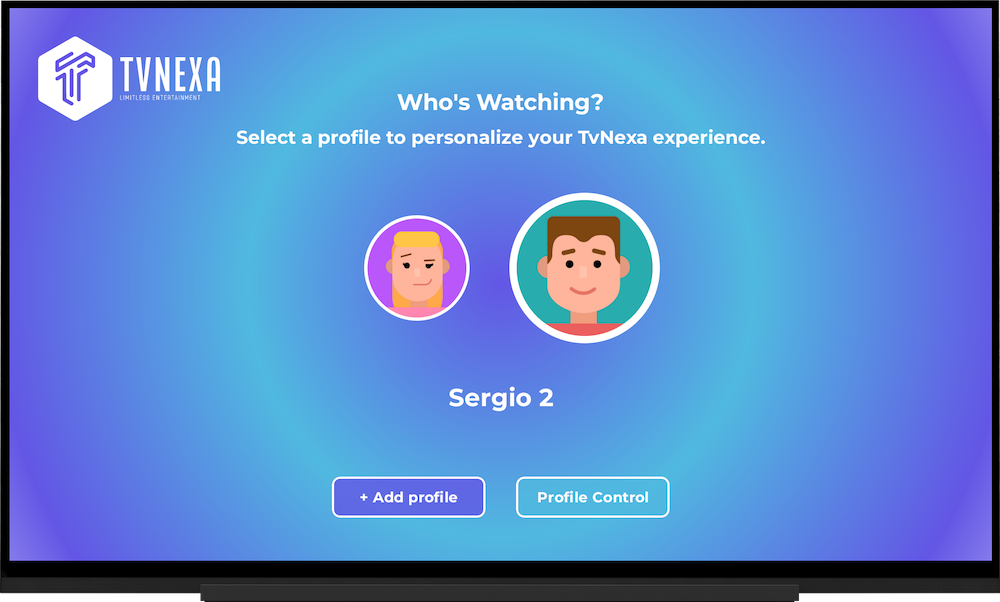 TVNEXA
LIMITLESS ENTERTAINMENT
Who's Watching?
Select a profile to personalize your TvNexa experience.
Sergio 2
+ Add profile
Profile Control